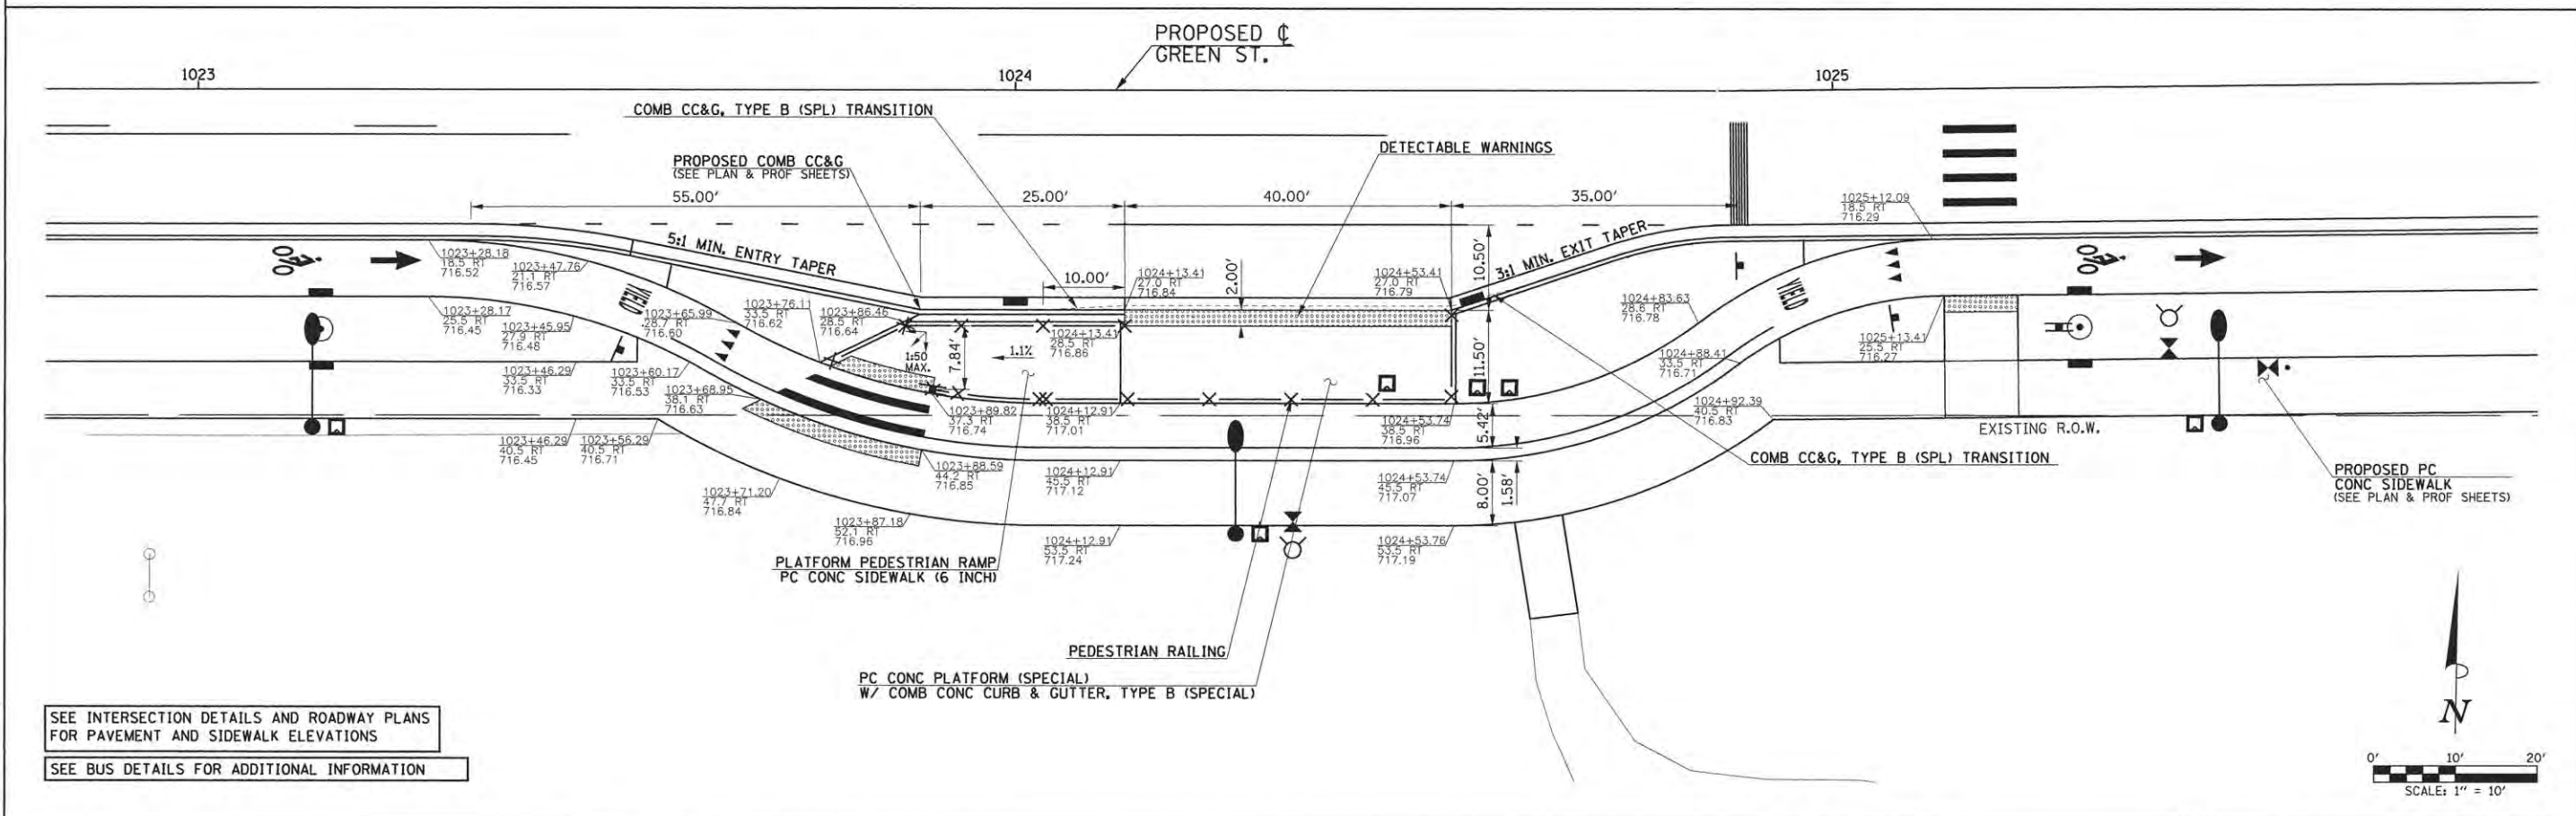 PROPOSED ℄
GREEN ST.
1023
1024
1025
COMB CC&G, TYPE B (SPL) TRANSITION
PROPOSED COMB CC&G
(SEE PLAN & PROF SHEETS)
DETECTABLE WARNINGS
55.00'
25.00'
40.00'
35.00'
1025+12.09
18.5 RT
716.29
5:1 MIN. ENTRY TAPER
3:1 MIN. EXIT TAPER
10.50'
10.00'
2.00'
1023+28.18
18.5 RT
716.52
1023+47.76
21.1 RT
716.57
1024+13.41
27.0 RT
716.84
1024+53.41
27.0 RT
716.79
YIELD
YIELD
1023+28.17
25.5 RT
716.45
1023+45.95
27.9 RT
716.48
1023+65.99
28.7 RT
716.60
1023+76.11
33.5 RT
716.62
1023+86.46
28.5 RT
716.64
1024+13.41
28.5 RT
716.86
1024+83.63
28.6 RT
716.78
1:50
MAX.
7.84'
1.1%
11.50'
1024+88.41
33.5 RT
716.71
1025+13.41
25.5 RT
716.27
1023+46.29
33.5 RT
716.33
1023+60.17
33.5 RT
716.53
1023+68.95
38.1 RT
716.63
1023+89.82
37.3 RT
716.74
1024+12.91
38.5 RT
717.01
1024+53.74
38.5 RT
716.96
5.42'
1024+92.39
40.5 RT
716.83
EXISTING R.O.W.
1023+46.29
40.5 RT
716.45
1023+56.29
40.5 RT
716.71
1023+88.59
44.2 RT
716.85
1024+12.91
45.5 RT
717.12
1024+53.74
45.5 RT
717.07
8.00'
1.58'
COMB CC&G, TYPE B (SPL) TRANSITION
PROPOSED PC
CONC SIDEWALK
(SEE PLAN & PROF SHEETS)
1023+71.20
47.7 RT
716.84
1023+87.18
52.1 RT
716.96
1024+12.91
53.5 RT
717.24
1024+53.76
53.5 RT
717.19
PLATFORM PEDESTRIAN RAMP
PC CONC SIDEWALK (6 INCH)
PEDESTRIAN RAILING
PC CONC PLATFORM (SPECIAL)
W/ COMB CONC CURB & GUTTER, TYPE B (SPECIAL)
SEE INTERSECTION DETAILS AND ROADWAY PLANS
FOR PAVEMENT AND SIDEWALK ELEVATIONS
SEE BUS DETAILS FOR ADDITIONAL INFORMATION
N
0' 10' 20'
SCALE: 1" = 10'